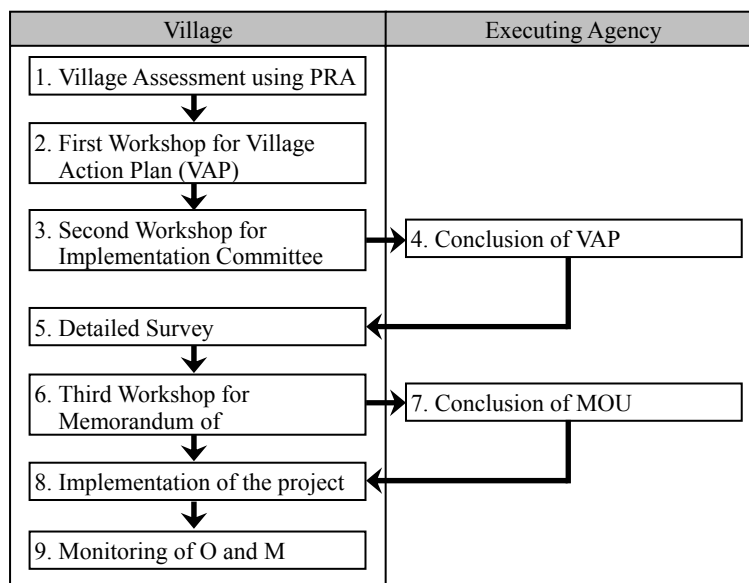 Village
Executing Agency
1. Village Assessment using PRA
2. First Workshop for Village
Action Plan (VAP)
3. Second Workshop for
Implementation Committee
4. Conclusion of VAP
5. Detailed Survey
6. Third Workshop for
Memorandum of
7. Conclusion of MOU
8. Implementation of the project
9. Monitoring of O and M